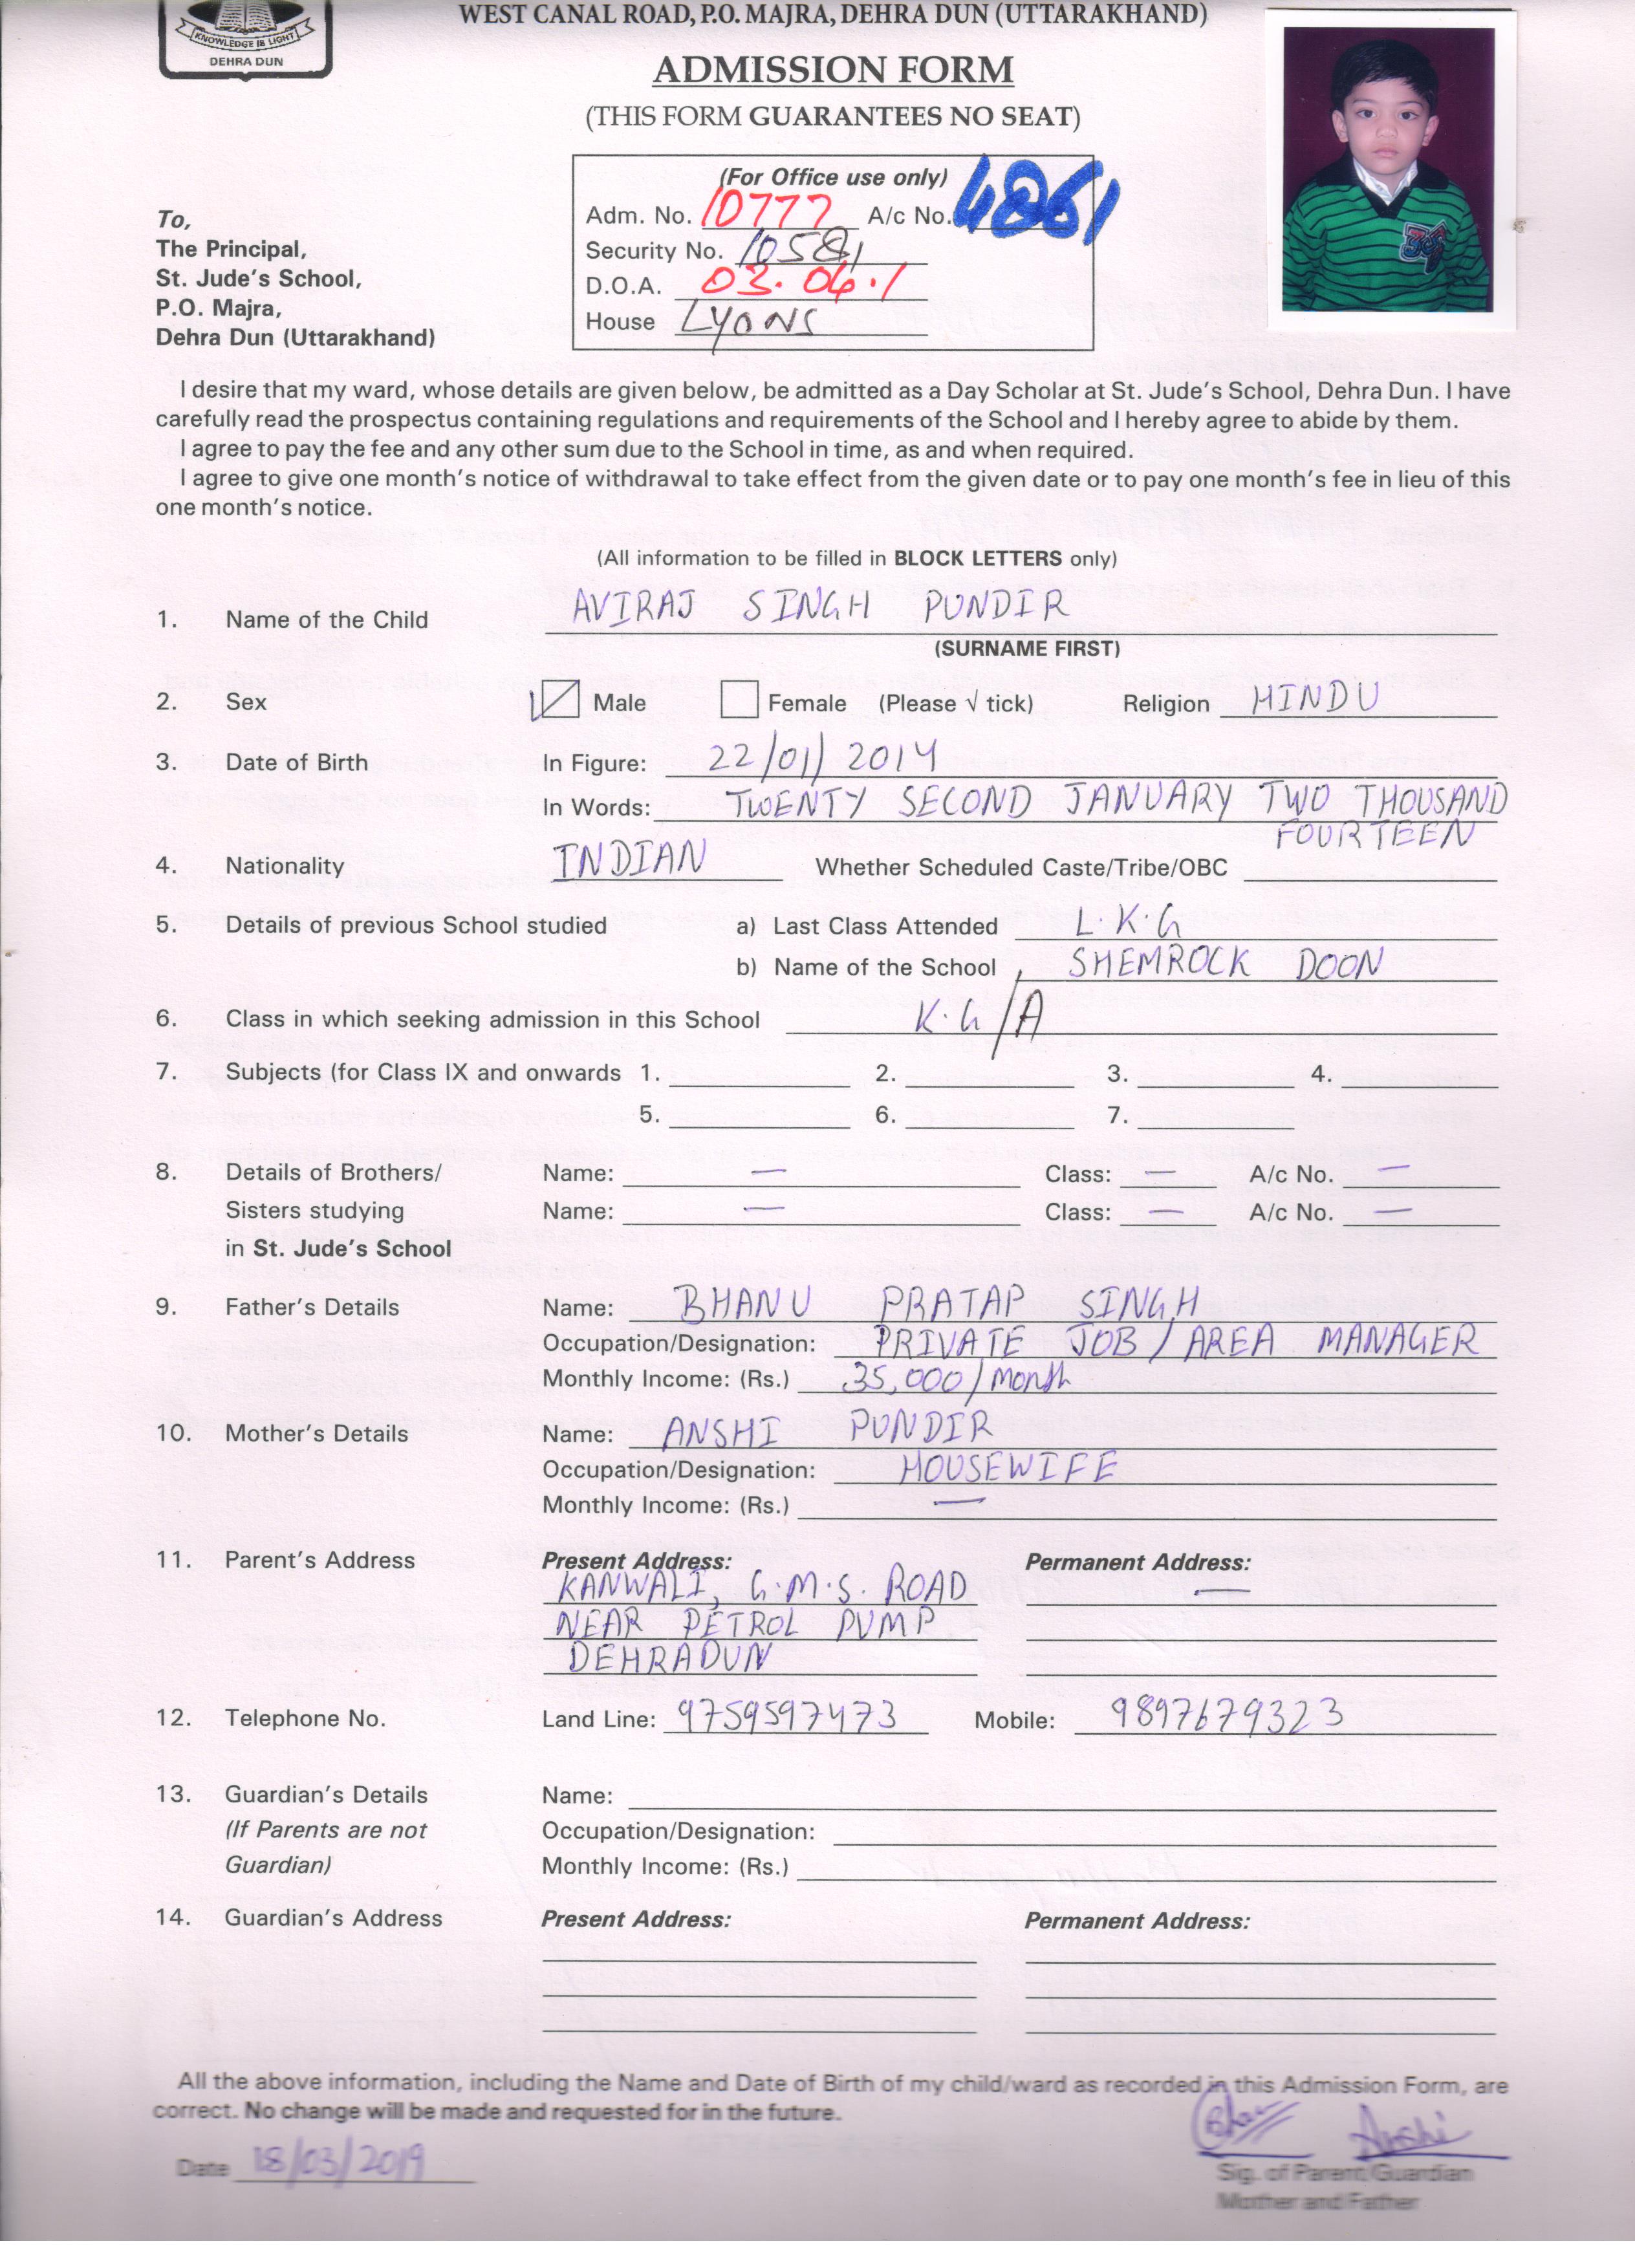 KNOWLEDGE IS LIGHT
DEHRA DUN
WEST CANAL ROAD, P.O. MAJRA, DEHRA DUN (UTTARAKHAND)
ADMISSION FORM
(THIS FORM GUARANTEES NO SEAT)
(For Office use only)
Adm. No. 10777 A/c No. 4861
Security No. 10581
D.O.A. 03.04.1
House LYONS
To,
The Principal,
St. Jude's School,
P.O. Majra,
Dehra Dun (Uttarakhand)
I desire that my ward, whose details are given below, be admitted as a Day Scholar at St. Jude's School, Dehra Dun. I have
carefully read the prospectus containing regulations and requirements of the School and I hereby agree to abide by them.
I agree to pay the fee and any other sum due to the School in time, as and when required.
I agree to give one month's notice of withdrawal to take effect from the given date or to pay one month's fee in lieu of this
one month's notice.
(All information to be filled in BLOCK LETTERS only)
1. Name of the Child AVIRAJ SINGH PUNDIR
(SURNAME FIRST)
2. Sex Male Female (Please √ tick) Religion HINDU
3. Date of Birth In Figure: 22/01/2014
In Words: TWENTY SECOND JANUARY TWO THOUSAND
FOURTEEN
4. Nationality INDIAN Whether Scheduled Caste/Tribe/OBC
5. Details of previous School studied a) Last Class Attended L.K.G
b) Name of the School SHEMROCK DOON
6. Class in which seeking admission in this School K.G/A
7. Subjects (for Class IX and onwards 1. 2. 3. 4.
5. 6. 7.
8. Details of Brothers/ Name: — Class: — A/c No. —
Sisters studying Name: — Class: — A/c No. —
in St. Jude's School
9. Father's Details Name: BHANU PRATAP SINGH
Occupation/Designation: PRIVATE JOB / AREA MANAGER
Monthly Income: (Rs.) 35,000/month
10. Mother's Details Name: ANSHI PUNDIR
Occupation/Designation: HOUSEWIFE
Monthly Income: (Rs.) —
11. Parent's Address Present Address: Permanent Address:
KANWALI, G.M.S. ROAD —
NEAR PETROL PUMP
DEHRADUN
12. Telephone No. Land Line: 9759597473 Mobile: 9897679323
13. Guardian's Details Name:
(If Parents are not Occupation/Designation:
Guardian) Monthly Income: (Rs.)
14. Guardian's Address Present Address: Permanent Address:
All the above information, including the Name and Date of Birth of my child/ward as recorded in this Admission Form, are
correct. No change will be made and requested for in the future.
Anshi
Date 18/03/2019
Sig. of Parent/Guardian
Mother and Father